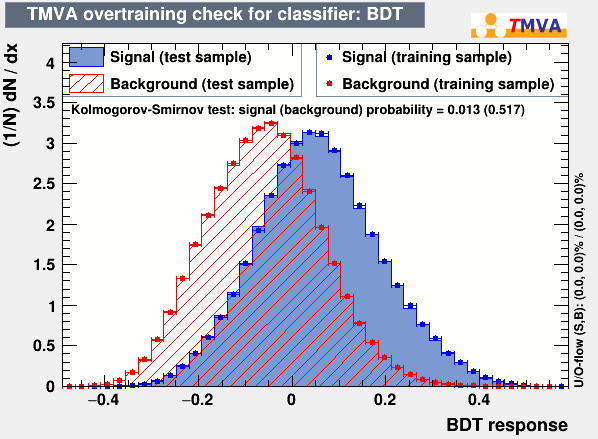 TMVA overtraining check for classifier: BDT
TMVA
(1/N) dN / dx
Signal (test sample)
Signal (training sample)
Background (test sample)
Background (training sample)
Kolmogorov-Smirnov test: signal (background) probability = 0.013 (0.517)
4
3.5
3
2.5
2
1.5
1
0.5
0
−0.4
−0.2
0
0.2
0.4
BDT response
U/O-flow (S,B): (0.0, 0.0)% / (0.0, 0.0)%